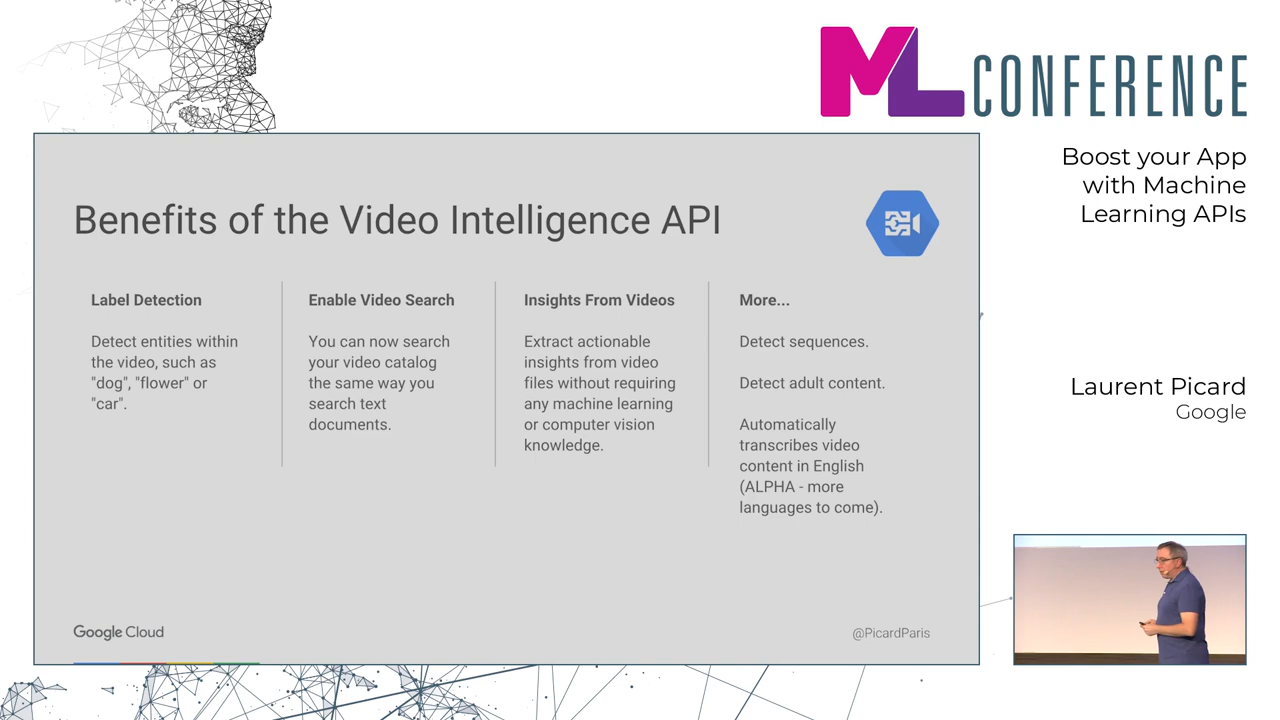 ML CONFERENCE
Boost your App
with Machine
Learning APIs
Laurent Picard
Google
Benefits of the Video Intelligence API
Label Detection
Detect entities within
the video, such as
"dog", "flower" or
"car".
Enable Video Search
You can now search
your video catalog
the same way you
search text
documents.
Insights From Videos
Extract actionable
insights from video
files without requiring
any machine learning
or computer vision
knowledge.
More...
Detect sequences.
Detect adult content.
Automatically
transcribes video
content in English
(ALPHA - more
languages to come).
Google Cloud
@PicardParis